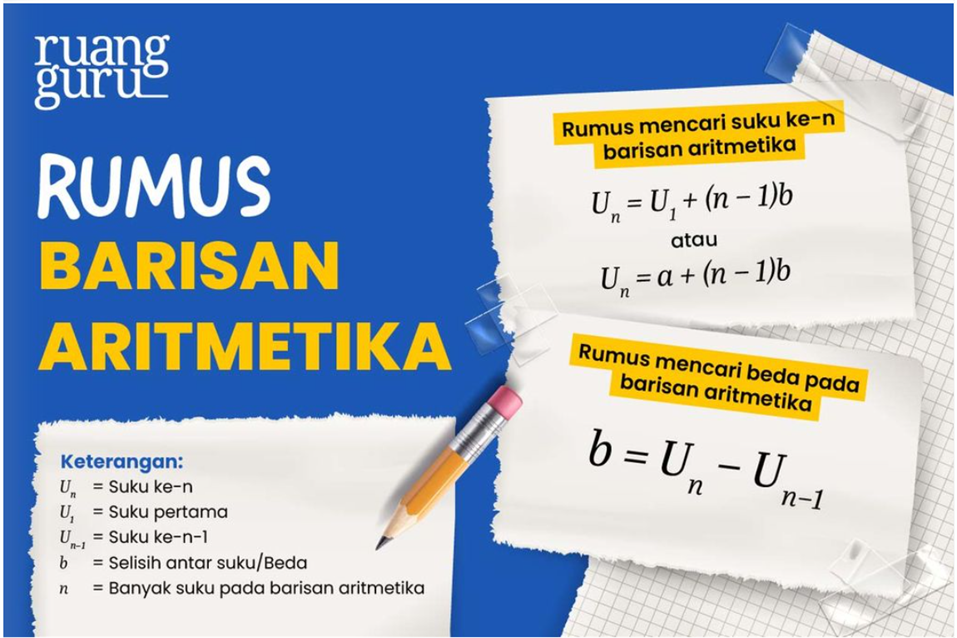 ruang
guru
RUMUS
BARISAN
ARITMETIKA
Keterangan:
Uₙ = Suku ke-n
U₁ = Suku pertama
Uₙ₋₁ = Suku ke-n-1
b = Selisih antar suku/Beda
n = Banyak suku pada barisan aritmetika
Rumus mencari suku ke-n
barisan aritmetika
Uₙ = U₁ + (n − 1)b
atau
Uₙ = a + (n − 1)b
Rumus mencari beda pada
barisan aritmetika
b = Uₙ − Uₙ₋₁